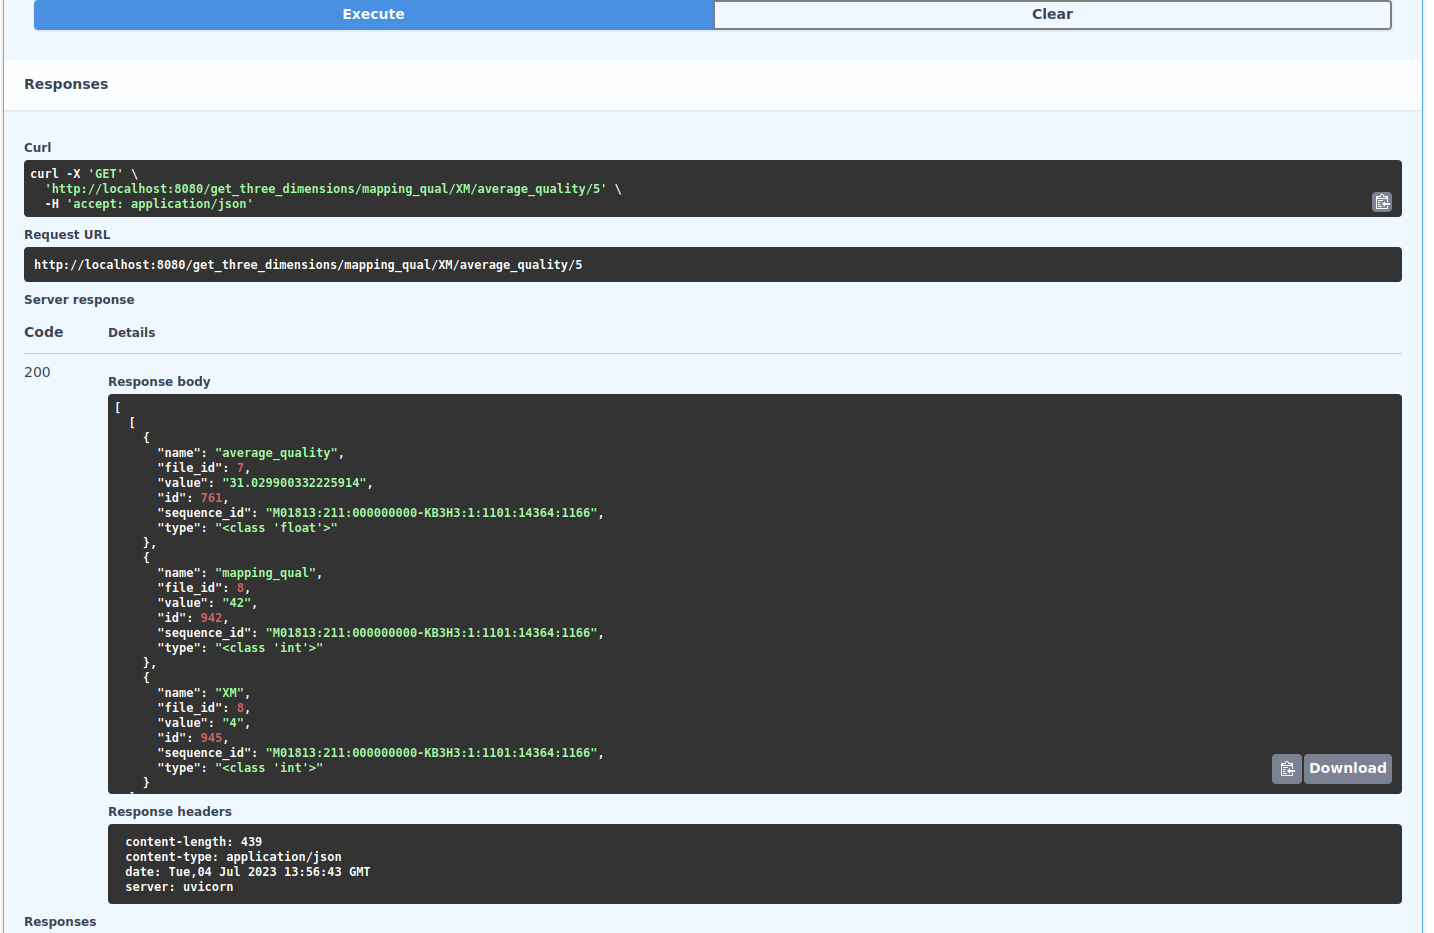 Execute
Clear
Responses
Curl
curl -X 'GET' \
'http://localhost:8080/get_three_dimensions/mapping_qual/XM/average_quality/5' \
-H 'accept: application/json'
Request URL
http://localhost:8080/get_three_dimensions/mapping_qual/XM/average_quality/5
Server response
Code Details
200
Response body
[
[
{
"name": "average_quality",
"file_id": 7,
"value": "31.029900332225914",
"id": 761,
"sequence_id": "M01813:211:000000000-KB3H3:1:1101:14364:1166",
"type": "<class 'float'>"
},
{
"name": "mapping_qual",
"file_id": 8,
"value": "42",
"id": 942,
"sequence_id": "M01813:211:000000000-KB3H3:1:1101:14364:1166",
"type": "<class 'int'>"
},
{
"name": "XM",
"file_id": 8,
"value": "4",
"id": 945,
"sequence_id": "M01813:211:000000000-KB3H3:1:1101:14364:1166",
"type": "<class 'int'>"
}
Download
Response headers
content-length: 439
content-type: application/json
date: Tue,04 Jul 2023 13:56:43 GMT
server: uvicorn
Responses